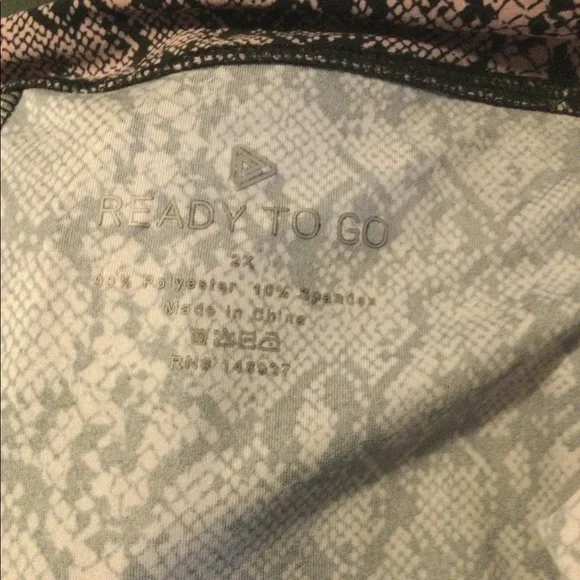 READY TO GO
2X
90% Polyester 10% Spandex
Made in China
RN#